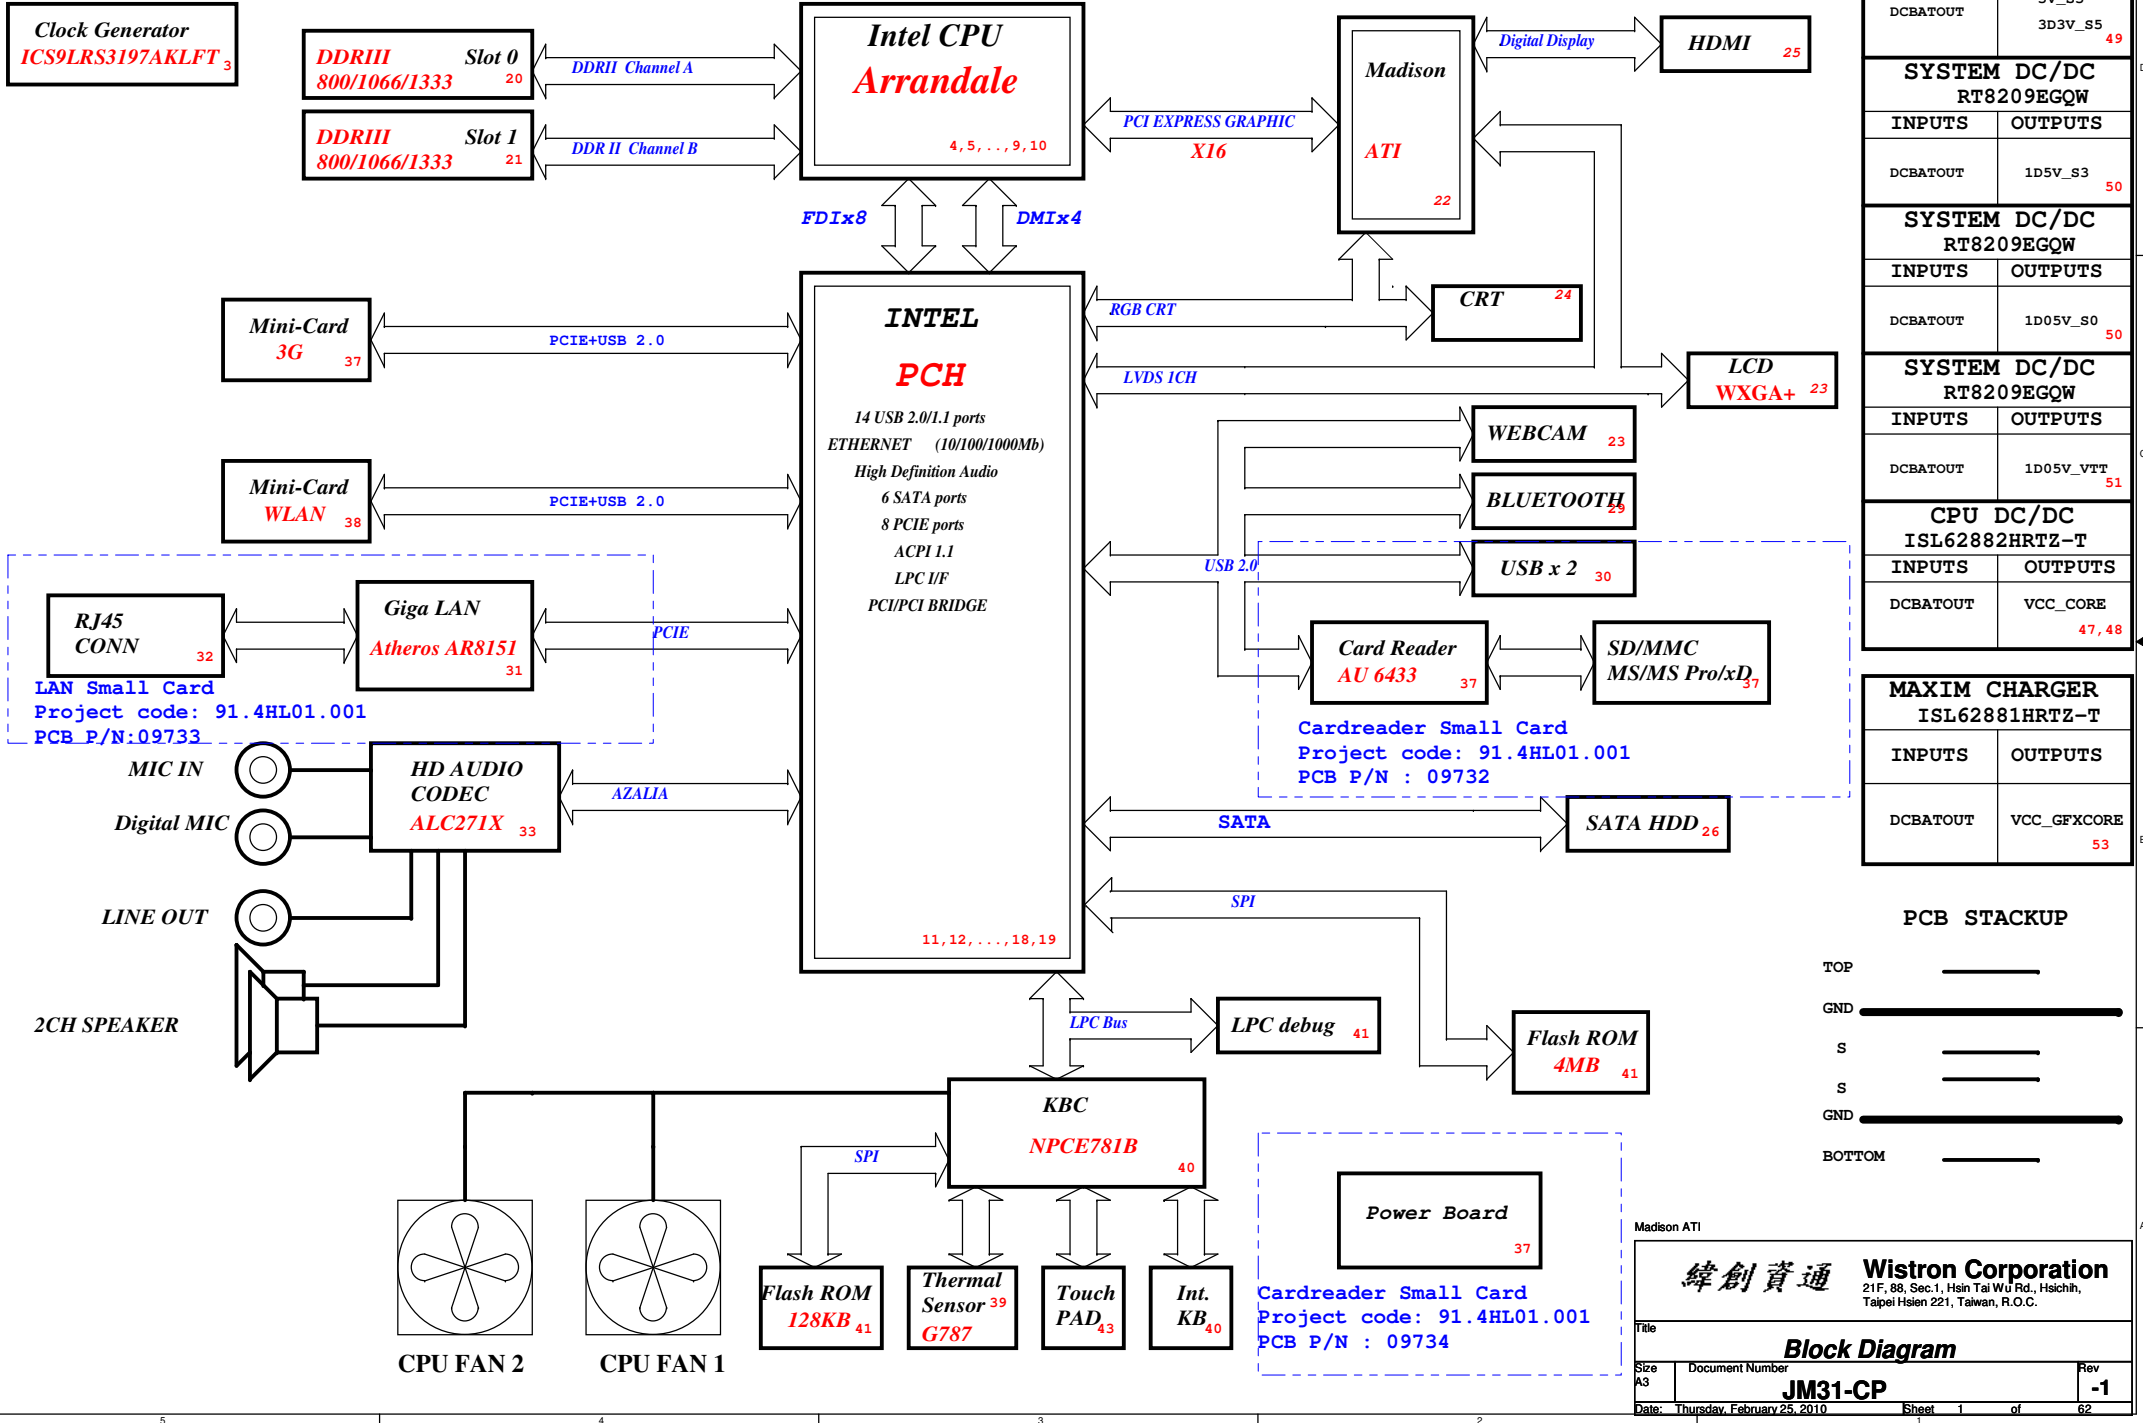 Clock Generator
ICS9LRS3197AKLFT 3
DDRIII Slot 0
800/1066/1333 20
DDRII Channel A
DDRIII Slot 1
800/1066/1333 21
DDR II Channel B
Intel CPU
Arrandale
4,5,..,9,10
PCI EXPRESS GRAPHIC
X16
Madison
ATI
22
Digital Display
HDMI 25
FDIx8
DMIx4
RGB CRT
CRT 24
LVDS 1CH
LCD
WXGA+ 23
INTEL
PCH
14 USB 2.0/1.1 ports
ETHERNET (10/100/1000Mb)
High Definition Audio
6 SATA ports
8 PCIE ports
ACPI 1.1
LPC I/F
PCI/PCI BRIDGE
11,12,...,18,19
Mini-Card
3G 37
PCIE+USB 2.0
Mini-Card
WLAN 38
PCIE+USB 2.0
RJ45
CONN
32
Giga LAN
Atheros AR8151
31
PCIE
LAN Small Card
Project code: 91.4HL01.001
PCB P/N:09733
MIC IN
Digital MIC
LINE OUT
2CH SPEAKER
HD AUDIO
CODEC
ALC271X 33
AZALIA
WEBCAM 23
BLUETOOTH 29
USB 2.0
USB x 2 30
Card Reader
AU 6433 37
SD/MMC
MS/MS Pro/xD 37
Cardreader Small Card
Project code: 91.4HL01.001
PCB P/N : 09732
SATA
SATA HDD 26
SPI
Flash ROM
4MB 41
LPC Bus
LPC debug 41
KBC
NPCE781B
40
SPI
CPU FAN 2
CPU FAN 1
Flash ROM
128KB 41
Thermal
Sensor 39
G787
Touch
PAD 43
Int.
KB 40
Power Board
37
Cardreader Small Card
Project code: 91.4HL01.001
PCB P/N : 09734
DCBATOUT
3D3V_S5
49
SYSTEM DC/DC
RT8209EGQW
INPUTS OUTPUTS
DCBATOUT 1D5V_S3
50
SYSTEM DC/DC
RT8209EGQW
INPUTS OUTPUTS
DCBATOUT 1D05V_S0
50
SYSTEM DC/DC
RT8209EGQW
INPUTS OUTPUTS
DCBATOUT 1D05V_VTT
51
CPU DC/DC
ISL62882HRTZ-T
INPUTS OUTPUTS
DCBATOUT VCC_CORE
47,48
MAXIM CHARGER
ISL62881HRTZ-T
INPUTS OUTPUTS
DCBATOUT VCC_GFXCORE
53
PCB STACKUP
TOP
GND
S
S
GND
BOTTOM
Madison ATI
緯創資通
Wistron Corporation
21F, 88, Sec.1, Hsin Tai Wu Rd., Hsichih,
Taipei Hsien 221, Taiwan, R.O.C.
Title
Block Diagram
Size Document Number Rev
A3 JM31-CP -1
Date: Thursday, February 25, 2010 Sheet 1 of 62
5 4 3 2 1